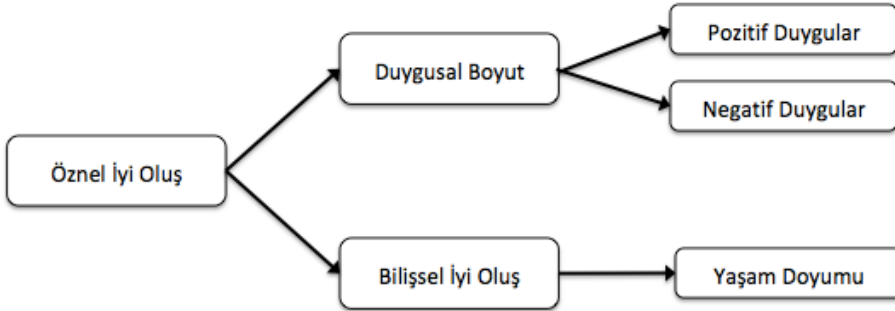 Öznel İyi Oluş
Duygusal Boyut
Pozitif Duygular
Negatif Duygular
Bilişsel İyi Oluş
Yaşam Doyumu